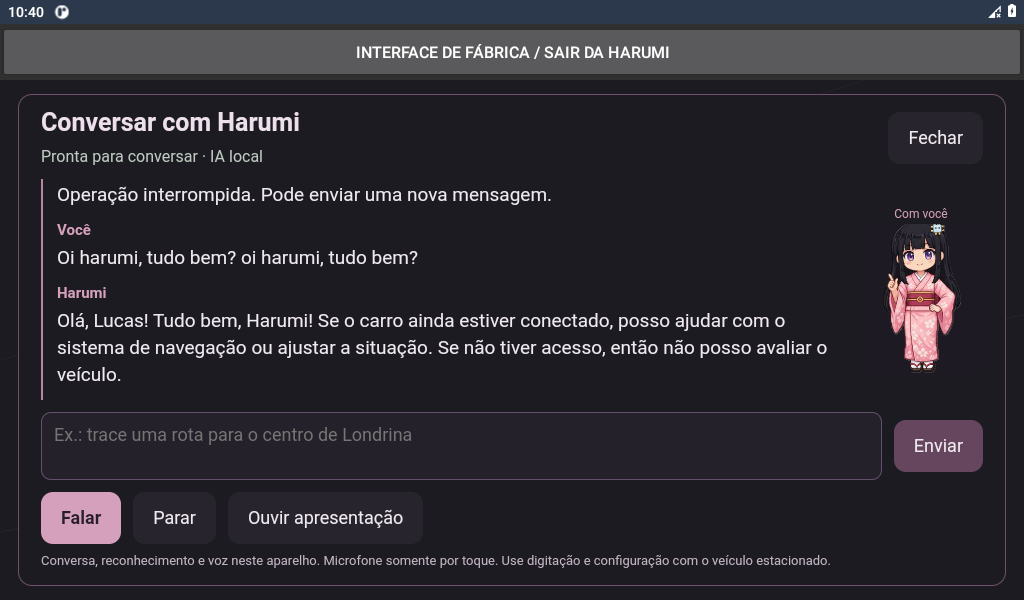 10:40
INTERFACE DE FÁBRICA / SAIR DA HARUMI
Conversar com Harumi
Pronta para conversar · IA local
Fechar
Operação interrompida. Pode enviar uma nova mensagem.
Você
Oi harumi, tudo bem? oi harumi, tudo bem?
Harumi
Olá, Lucas! Tudo bem, Harumi! Se o carro ainda estiver conectado, posso ajudar com o
sistema de navegação ou ajustar a situação. Se não tiver acesso, então não posso avaliar o
veículo.
Com você
Ex.: trace uma rota para o centro de Londrina
Enviar
Falar
Parar
Ouvir apresentação
Conversa, reconhecimento e voz neste aparelho. Microfone somente por toque. Use digitação e configuração com o veículo estacionado.